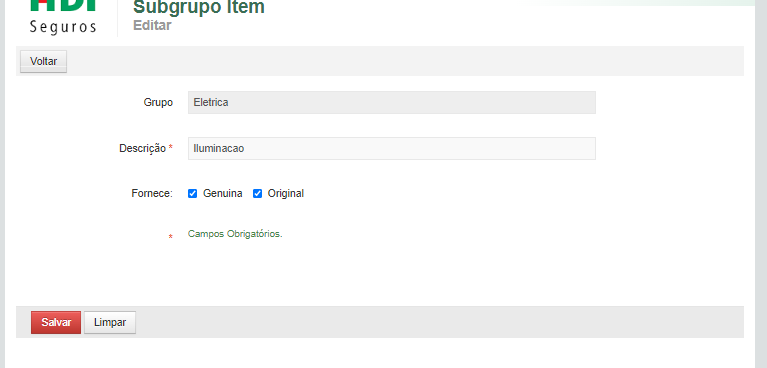 HDI
Seguros
Subgrupo Item
Editar
Voltar
Grupo Eletrica
Descrição * Iluminacao
Fornece: Genuina Original
* Campos Obrigatórios.
Salvar Limpar